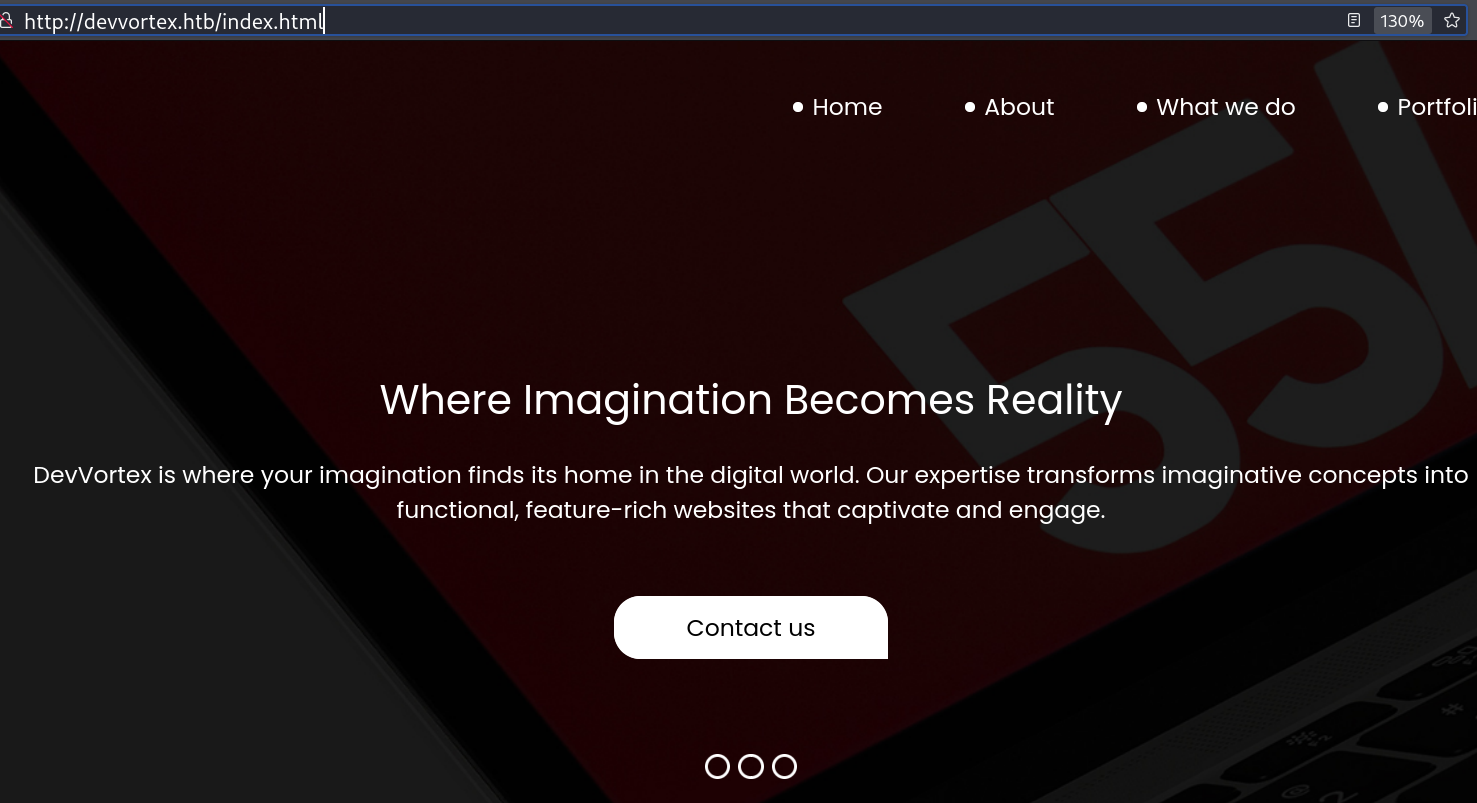 http://devvortex.htb/index.html
130%
Home
About
What we do
Portfoli
55/
Where Imagination Becomes Reality
DevVortex is where your imagination finds its home in the digital world. Our expertise transforms imaginative concepts into
functional, feature-rich websites that captivate and engage.
Contact us